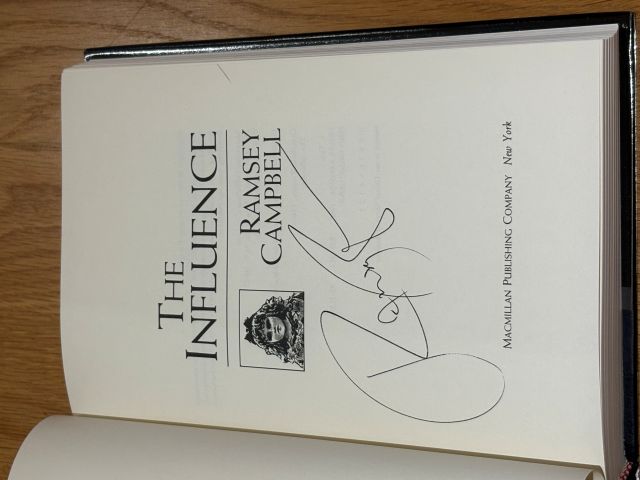 THE
INFLUENCE
RAMSEY
CAMPBELL
MACMILLAN PUBLISHING COMPANY New York